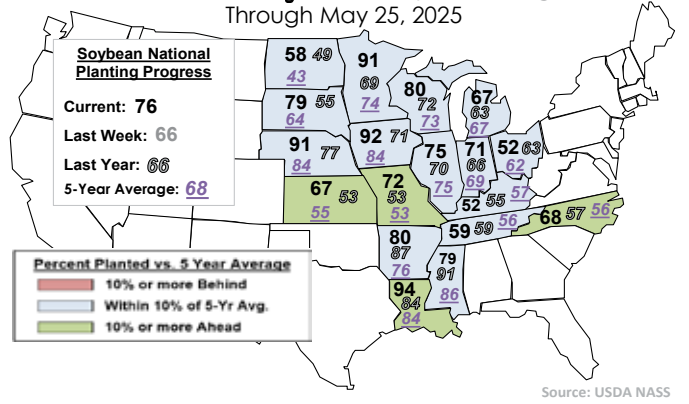 Through May 25, 2025
Soybean National
Planting Progress
Current: 76
Last Week: 66
Last Year: 66
5-Year Average: 68
58 49
43
91
69
74
79 55
64
80
72
73
67
63
67
91 77
84
92 71
84
75
70
75
71
66
69
52 63
62
67 53
55
72
53
53
52 55 57
59 59 56
68 57 56
80
87
76
79
91
86
94
84
84
Percent Planted vs. 5 Year Average
10% or more Behind
Within 10% of 5-Yr Avg.
10% or more Ahead
Source: USDA NASS